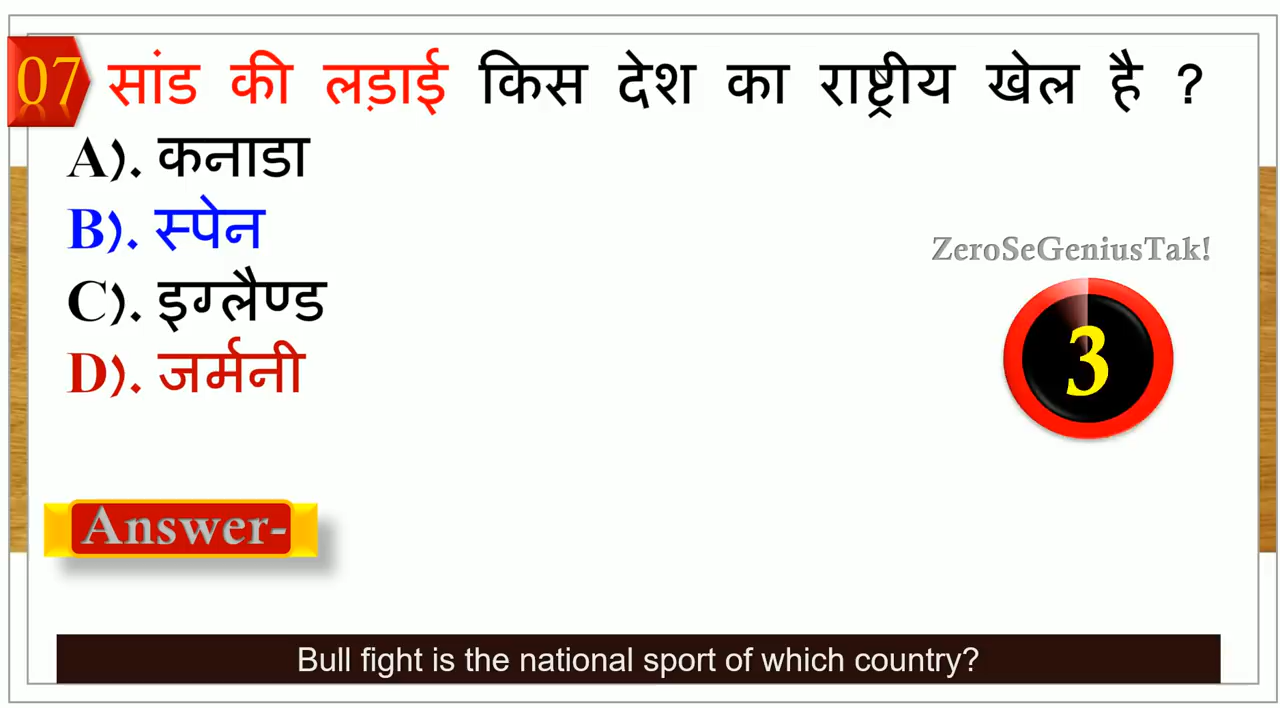 07 सांड की लड़ाई किस देश का राष्ट्रीय खेल है ?
A). कनाडा
B). स्पेन
C). इग्लैण्ड
D). जर्मनी
ZeroSeGeniusTak!
3
Answer-
Bull fight is the national sport of which country?